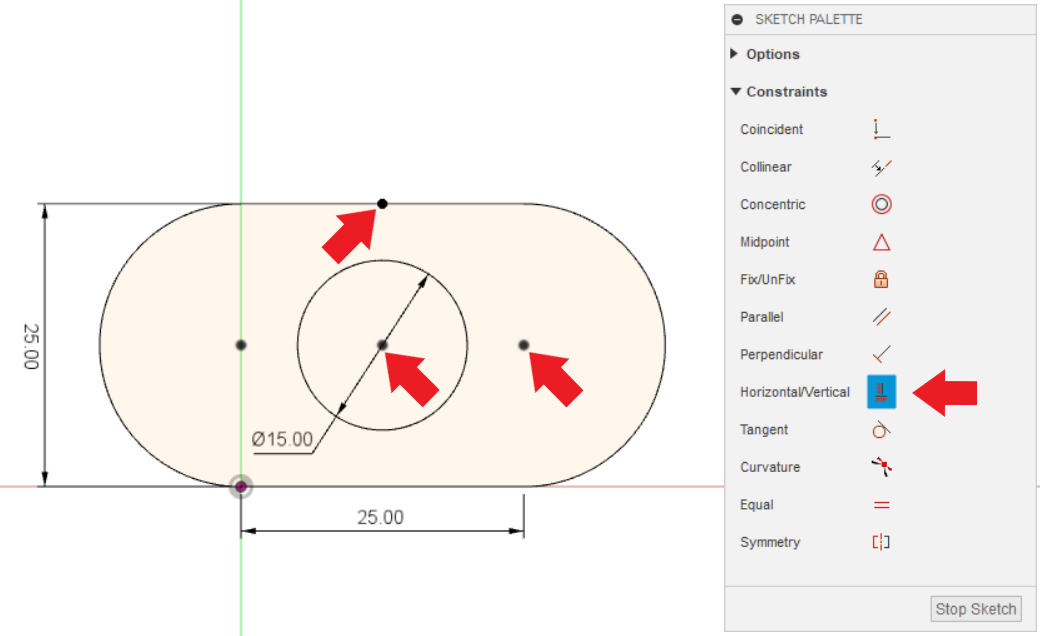 SKETCH PALETTE
Options
Constraints
Coincident
Collinear
Concentric
Midpoint
Fix/UnFix
Parallel
Perpendicular
Horizontal/Vertical
Tangent
Curvature
Equal
Symmetry
Stop Sketch
25.00
Ø15.00
25.00